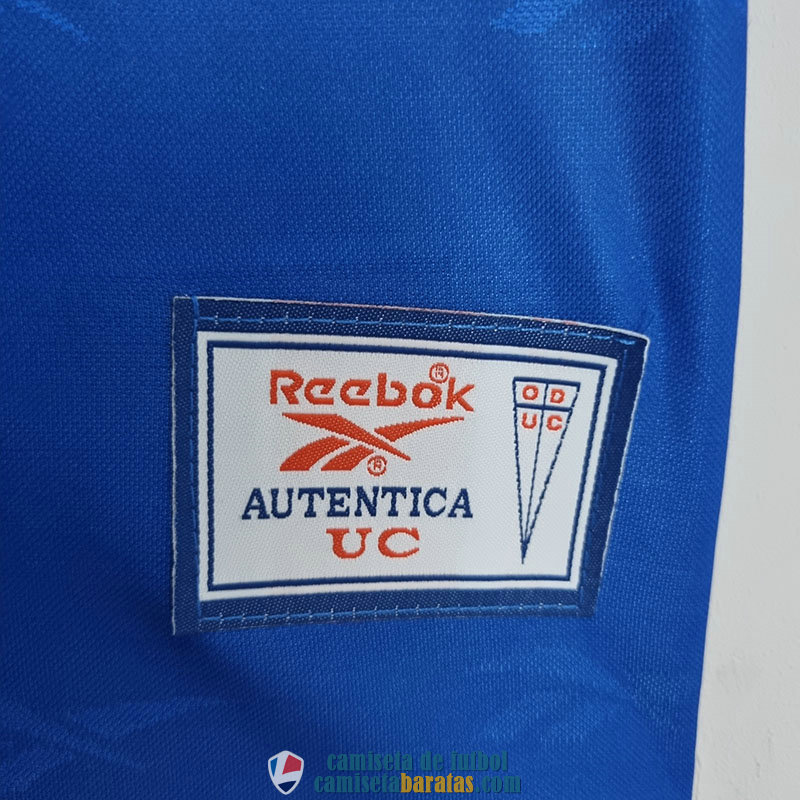 Reebok®
®
AUTENTICA
UC
O D
U C
camiseta de futbol
camisetabaratas.com